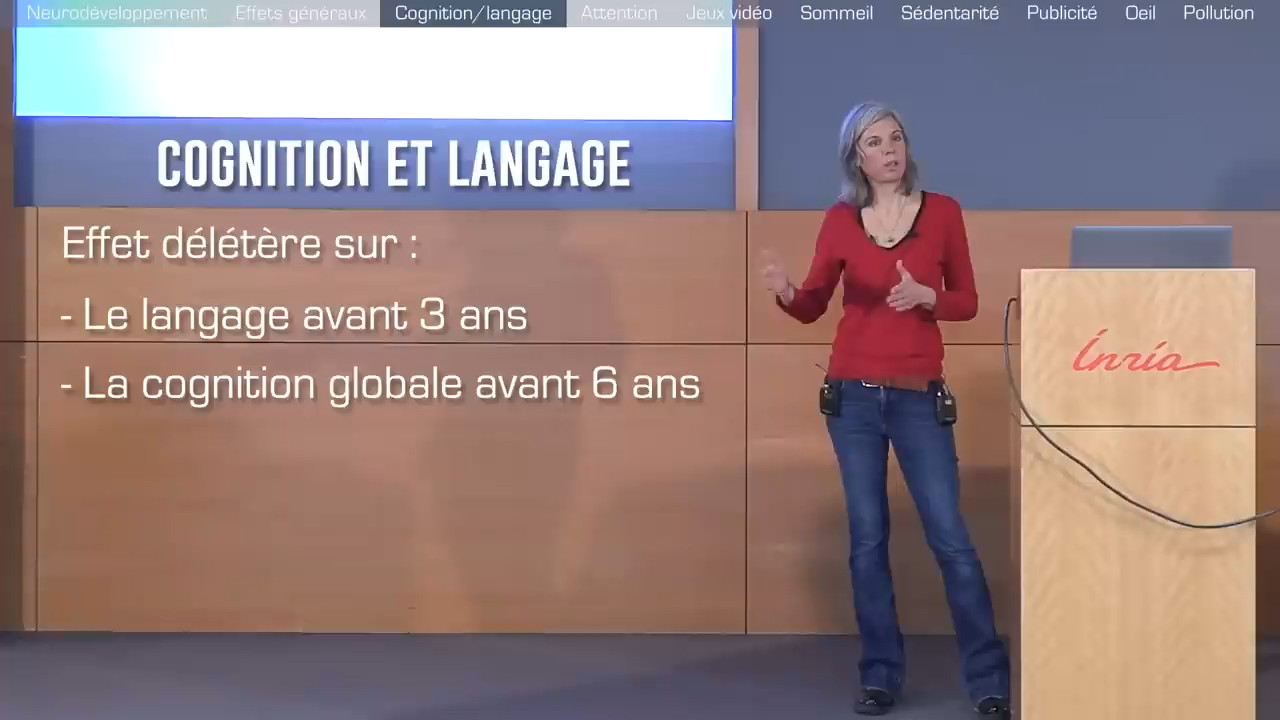 Neurodéveloppement Effets généraux Cognition/langage Attention Jeux vidéo Sommeil Sédentarité Publicité Oeil Pollution
COGNITION ET LANGAGE
Effet délétère sur :
- Le langage avant 3 ans
- La cognition globale avant 6 ans
Inria